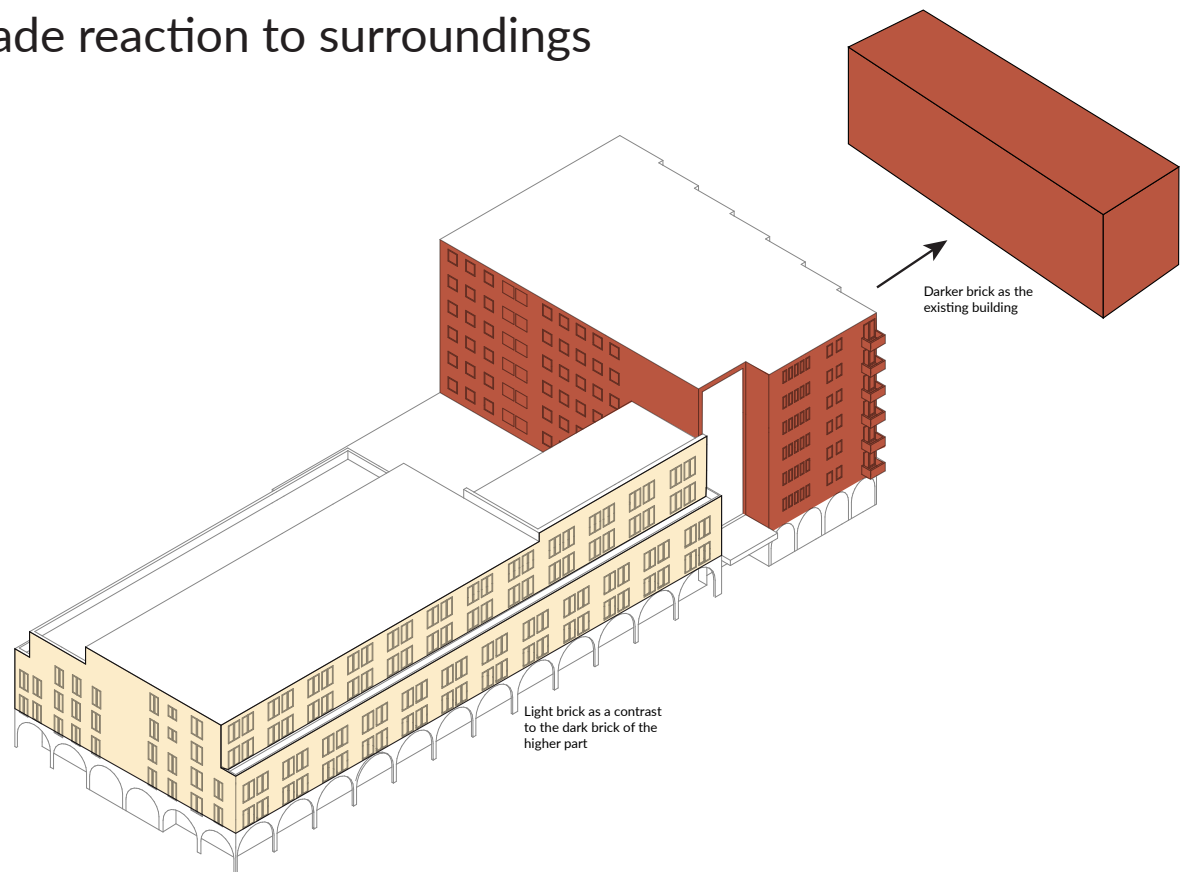 ade reaction to surroundings
Darker brick as the
existing building
Light brick as a contrast
to the dark brick of the
higher part